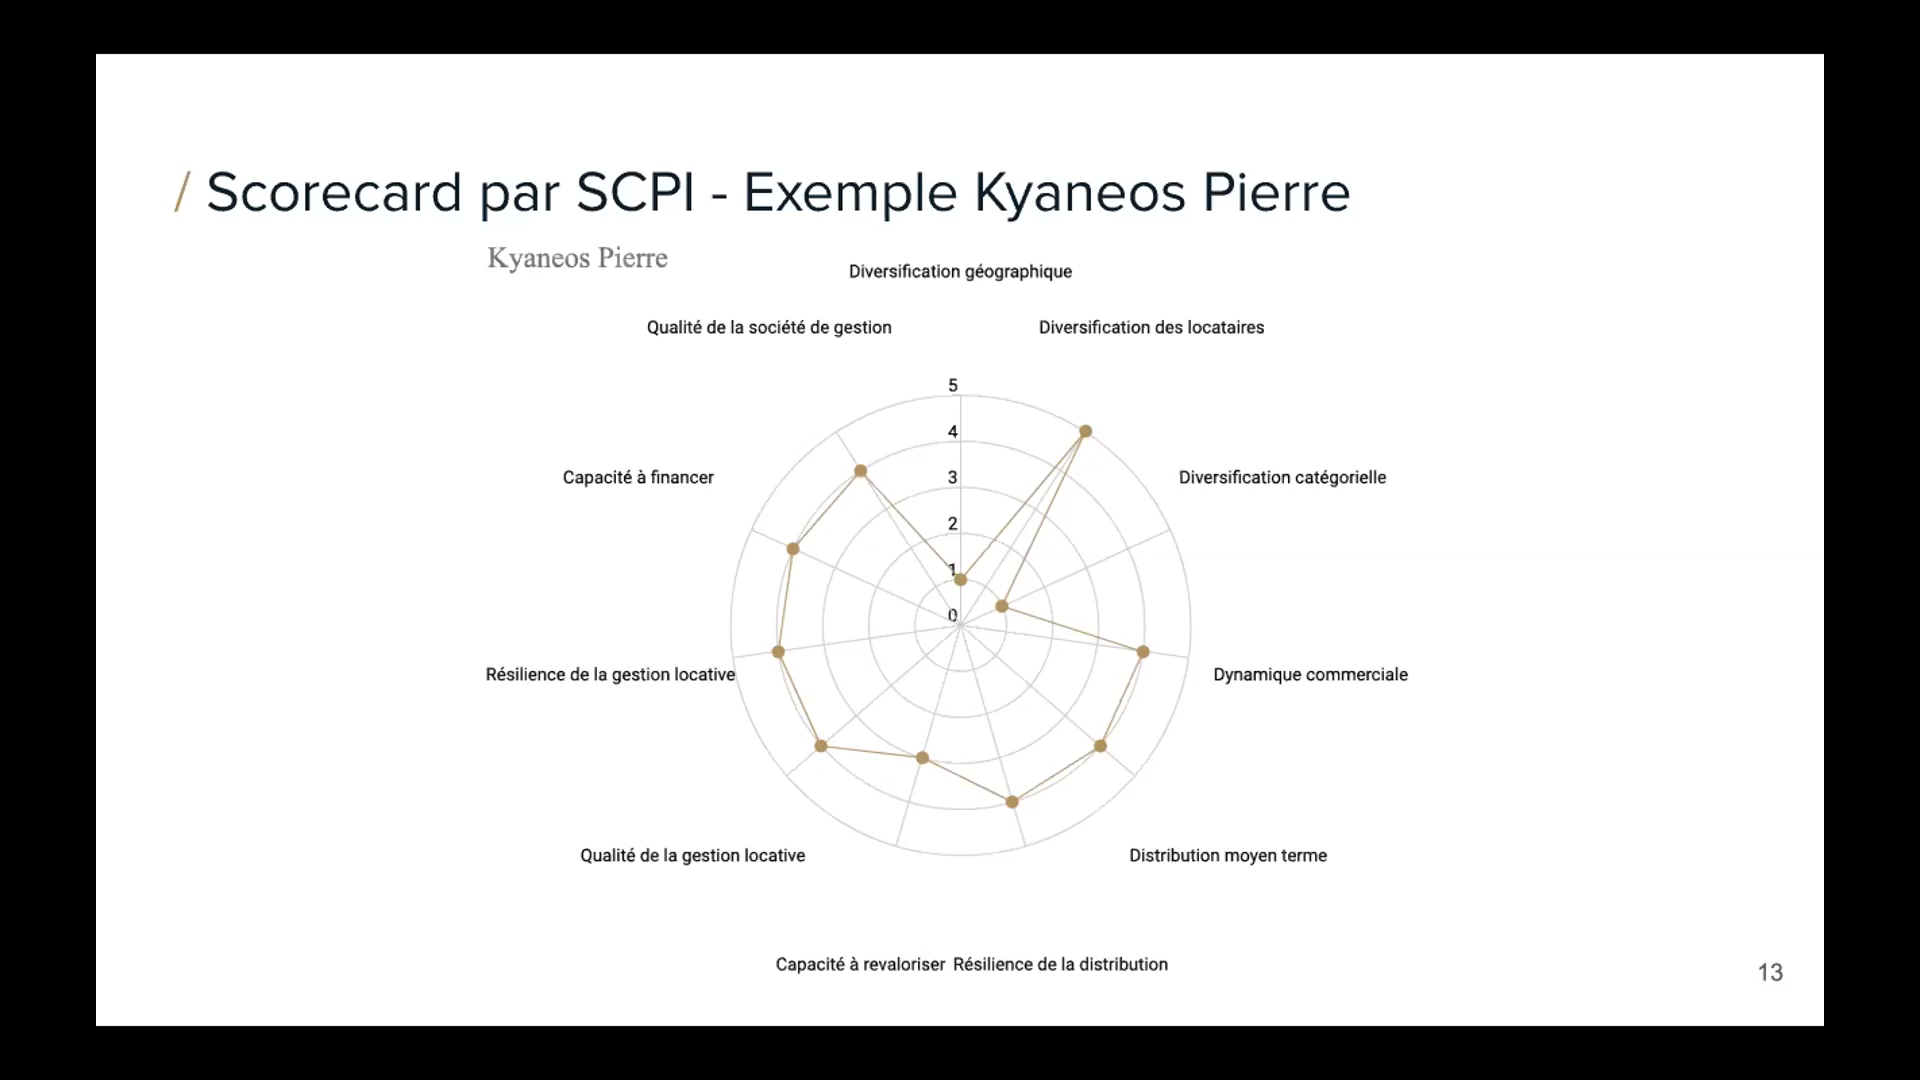 / Scorecard par SCPI - Exemple Kyaneos Pierre
Kyaneos Pierre
Diversification géographique
Qualité de la société de gestion
Diversification des locataires
5
4
Capacité à financer
3
Diversification catégorielle
2
1
0
Résilience de la gestion locative
Dynamique commerciale
Qualité de la gestion locative
Distribution moyen terme
Capacité à revaloriser
Résilience de la distribution
13